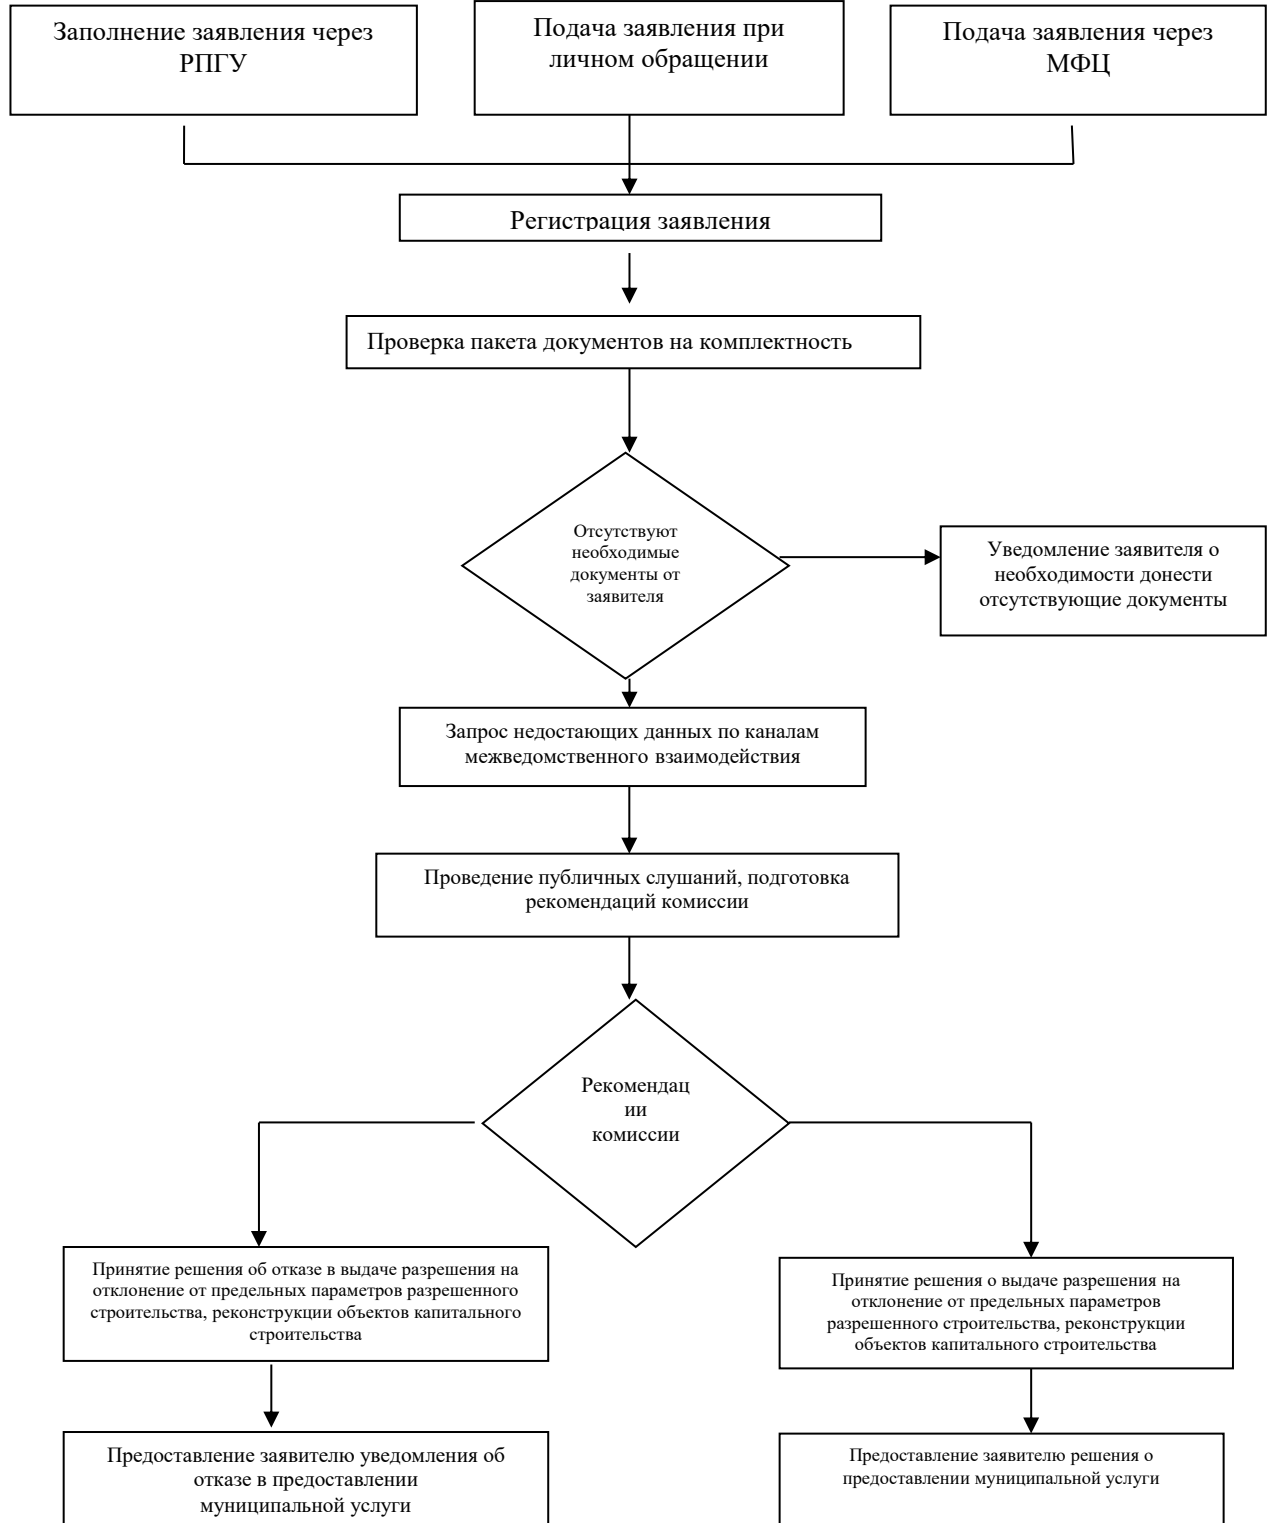 Заполнение заявления через
РПГУ
Подача заявления при
личном обращении
Подача заявления через
МФЦ
Регистрация заявления
Проверка пакета документов на комплектность
Отсутствуют
необходимые
документы от
заявителя
Уведомление заявителя о
необходимости донести
отсутствующие документы
Запрос недостающих данных по каналам
межведомственного взаимодействия
Проведение публичных слушаний, подготовка
рекомендаций комиссии
Рекомендац
ии
комиссии
Принятие решения об отказе в выдаче разрешения на
отклонение от предельных параметров разрешенного
строительства, реконструкции объектов капитального
строительства
Принятие решения о выдаче разрешения на
отклонение от предельных параметров
разрешенного строительства, реконструкции
объектов капитального строительства
Предоставление заявителю уведомления об
отказе в предоставлении
муниципальной услуги
Предоставление заявителю решения о
предоставлении муниципальной услуги